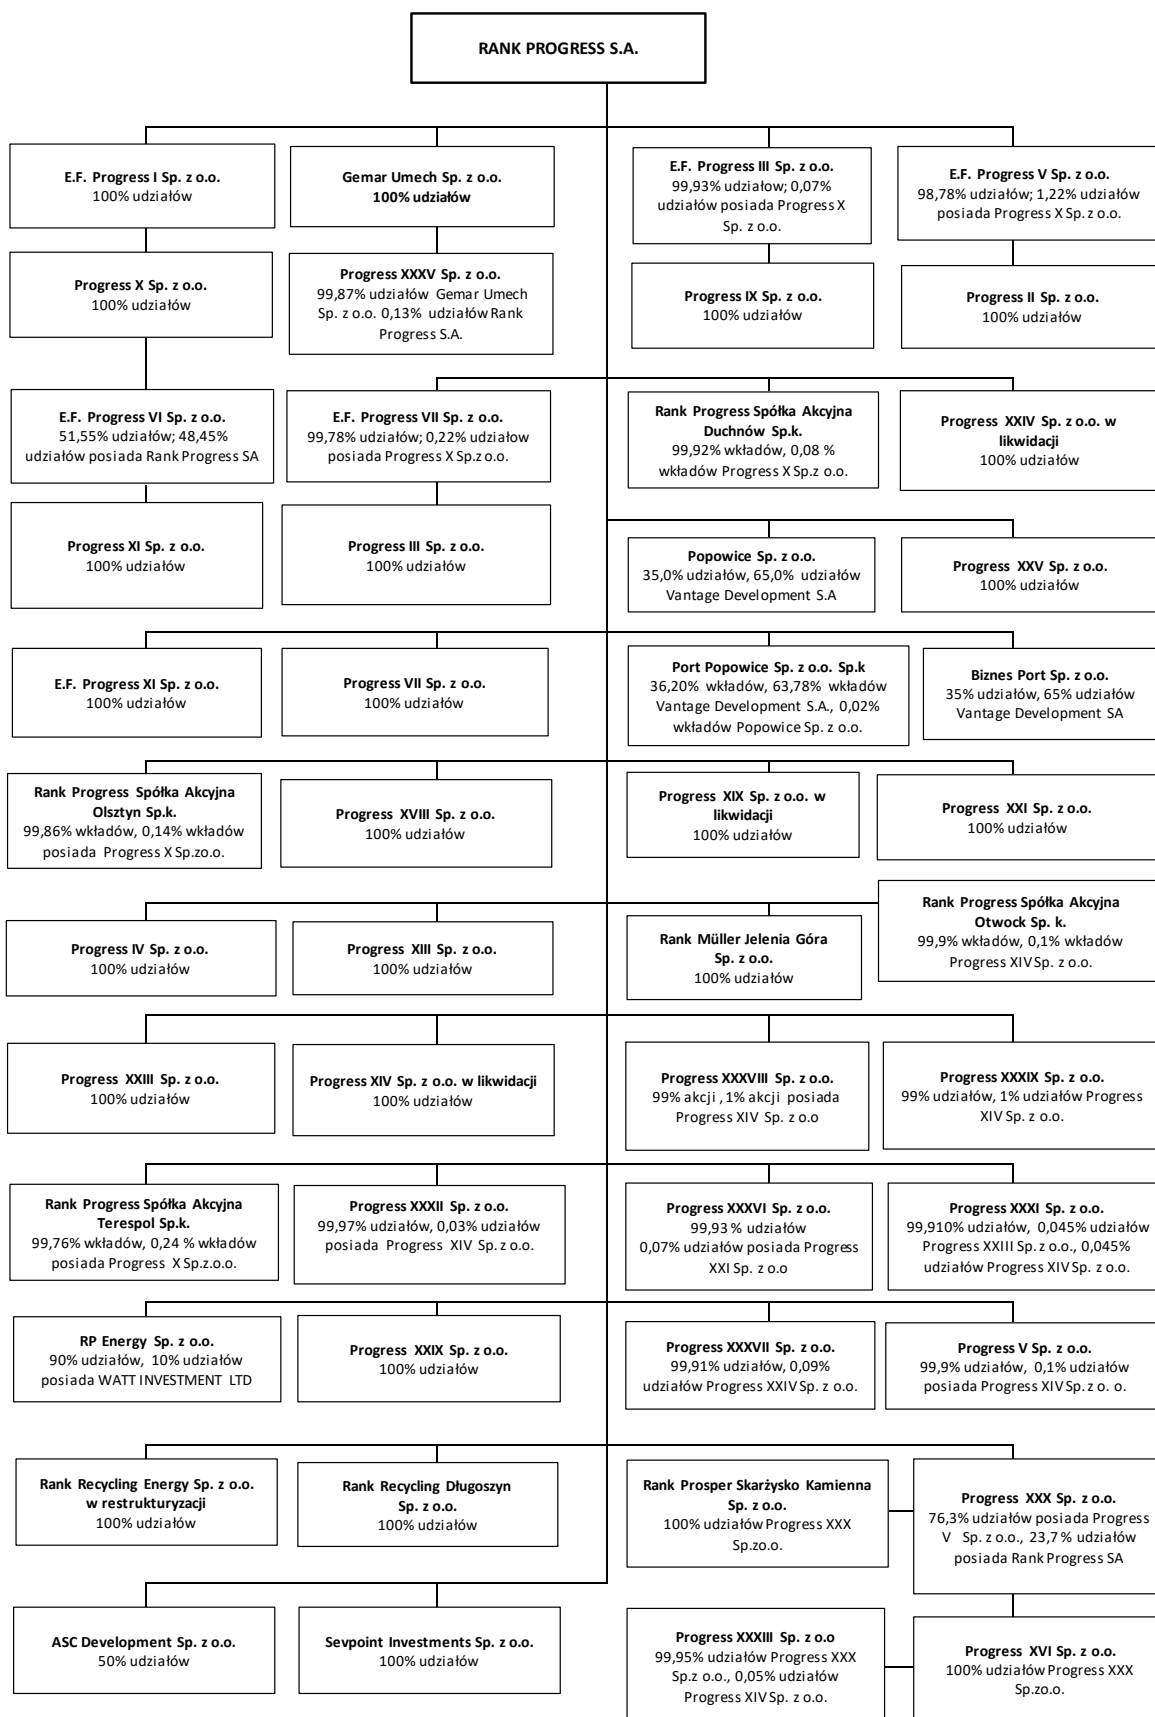 RANK PROGRESS S.A.
E.F. Progress I Sp. z o.o.
100% udziałów
Gemar Umech Sp. z o.o.
100% udziałów
E.F. Progress III Sp. z o.o.
99,93% udziałów; 0,07%
udziałów posiada Progress X
Sp. z o.o.
E.F. Progress V Sp. z o.o.
98,78% udziałów; 1,22% udziałów
posiada Progress X Sp. z o.o.
Progress X Sp. z o.o.
100% udziałów
Progress XXXV Sp. z o.o.
99,87% udziałów Gemar Umech
Sp. z o.o. 0,13% udziałów Rank
Progress S.A.
Progress IX Sp. z o.o.
100% udziałów
Progress II Sp. z o.o.
100% udziałów
E.F. Progress VI Sp. z o.o.
51,55% udziałów; 48,45%
udziałów posiada Rank Progress SA
E.F. Progress VII Sp. z o.o.
99,78% udziałów; 0,22% udziałow
posiada Progress X Sp.z o.o.
Rank Progress Spółka Akcyjna
Duchnów Sp.k.
99,92% wkładów, 0,08 %
wkładów Progress X Sp.z o.o.
Progress XXIV Sp. z o.o. w
likwidacji
100% udziałów
Progress XI Sp. z o.o.
100% udziałów
Progress III Sp. z o.o.
100% udziałów
Popowice Sp. z o.o.
35,0% udziałów, 65,0% udziałów
Vantage Development S.A
Progress XXV Sp. z o.o.
100% udziałów
E.F. Progress XI Sp. z o.o.
100% udziałów
Progress VII Sp. z o.o.
100% udziałów
Port Popowice Sp. z o.o. Sp.k
36,20% wkładów, 63,78% wkładów
Vantage Development S.A., 0,02%
wkładów Popowice Sp. z o.o.
Biznes Port Sp. z o.o.
35% udziałów, 65% udziałów
Vantage Development SA
Rank Progress Spółka Akcyjna
Olsztyn Sp.k.
99,86% wkładów, 0,14% wkładów
posiada Progress X Sp.zo.o.
Progress XVIII Sp. z o.o.
100% udziałów
Progress XIX Sp. z o.o. w
likwidacji
100% udziałów
Progress XXI Sp. z o.o.
100% udziałów
Progress IV Sp. z o.o.
100% udziałów
Progress XIII Sp. z o.o.
100% udziałów
Rank Müller Jelenia Góra
Sp. z o.o.
100% udziałów
Rank Progress Spółka Akcyjna
Otwock Sp. k.
99,9% wkładów, 0,1% wkładów
Progress XIV Sp. z o.o.
Progress XXIII Sp. z o.o.
100% udziałów
Progress XIV Sp. z o.o. w likwidacji
100% udziałów
Progress XXXVIII Sp. z o.o.
99% akcji , 1% akcji posiada
Progress XIV Sp. z o.o
Progress XXXIX Sp. z o.o.
99% udziałów, 1% udziałów Progress
XIV Sp. z o.o.
Rank Progress Spółka Akcyjna
Terespol Sp.k.
99,76% wkładów, 0,24 % wkładów
posiada Progress X Sp.z.o.o.
Progress XXXII Sp. z o.o.
99,97% udziałów, 0,03% udziałów
posiada Progress XIV Sp. z o.o.
Progress XXXVI Sp. z o.o.
99,93 % udziałów
0,07% udziałów posiada Progress
XXI Sp. z o.o
Progress XXXI Sp. z o.o.
99,910% udziałów, 0,045% udziałów
Progress XXIII Sp. z o.o., 0,045%
udziałów Progress XIV Sp. z o.o.
RP Energy Sp. z o.o.
90% udziałów, 10% udziałów
posiada WATT INVESTMENT LTD
Progress XXIX Sp. z o.o.
100% udziałów
Progress XXXVII Sp. z o.o.
99,91% udziałów, 0,09%
udziałów Progress XXIV Sp. z o.o.
Progress V Sp. z o.o.
99,9% udziałów, 0,1% udziałów
posiada Progress XIV Sp. z o. o.
Rank Recycling Energy Sp. z o.o.
w restrukturyzacji
100% udziałów
Rank Recycling Długoszyn
Sp. z o.o.
100% udziałów
Rank Prosper Skarżysko Kamienna
Sp. z o.o.
100% udziałów Progress XXX
Sp.zo.o.
Progress XXX Sp. z o.o.
76,3% udziałów posiada Progress
V Sp. z o.o., 23,7 % udziałów
posiada Rank Progress SA
ASC Development Sp. z o.o.
50% udziałów
Sevpoint Investments Sp. z o.o.
100% udziałów
Progress XXXIII Sp. z o.o
99,95% udziałów Progress XXX
Sp.z o.o., 0,05% udziałów
Progress XIV Sp. z o.o.
Progress XVI Sp. z o.o.
100% udziałów Progress XXX
Sp.zo.o.